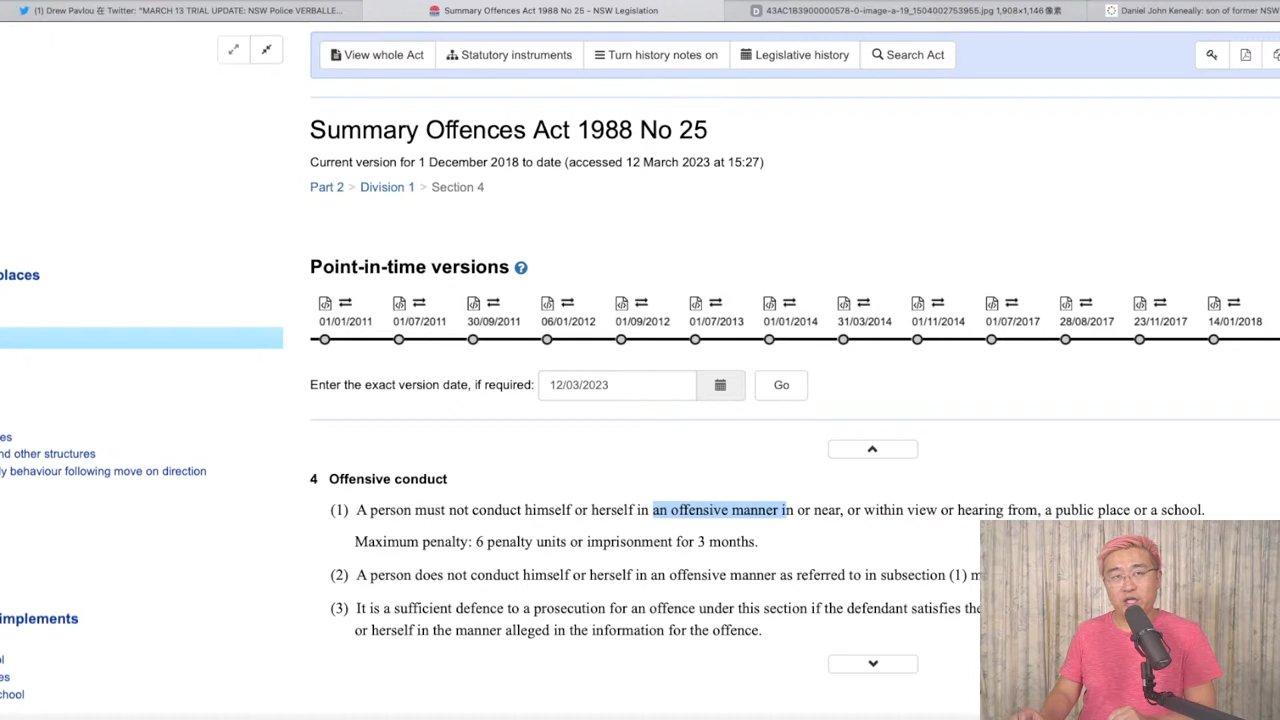 (1) Drew Pavlou 在 Twitter: "MARCH 13 TRIAL UPDATE: NSW Police VERBALLE...
Summary Offences Act 1988 No 25 - NSW Legislation
43AC1B3900000578-0-image-a-19_1504002753955.jpg 1,908×1,146像素
Daniel John Keneally: son of former NSW
View whole Act
Statutory instruments
Turn history notes on
Legislative history
Search Act
Summary Offences Act 1988 No 25
Current version for 1 December 2018 to date (accessed 12 March 2023 at 15:27)
Part 2 > Division 1 > Section 4
Point-in-time versions
places
01/01/2011 01/07/2011 30/09/2011 06/01/2012 01/09/2012 01/07/2013 01/01/2014 31/03/2014 01/11/2014 01/07/2017 28/08/2017 23/11/2017 14/01/2018
Enter the exact version date, if required: 12/03/2023 Go
es
nd other structures
ly behaviour following move on direction
4 Offensive conduct
(1) A person must not conduct himself or herself in an offensive manner in or near, or within view or hearing from, a public place or a school.
Maximum penalty: 6 penalty units or imprisonment for 3 months.
(2) A person does not conduct himself or herself in an offensive manner as referred to in subsection (1) m
(3) It is a sufficient defence to a prosecution for an offence under this section if the defendant satisfies the
or herself in the manner alleged in the information for the offence.
implements
ol
es
chool